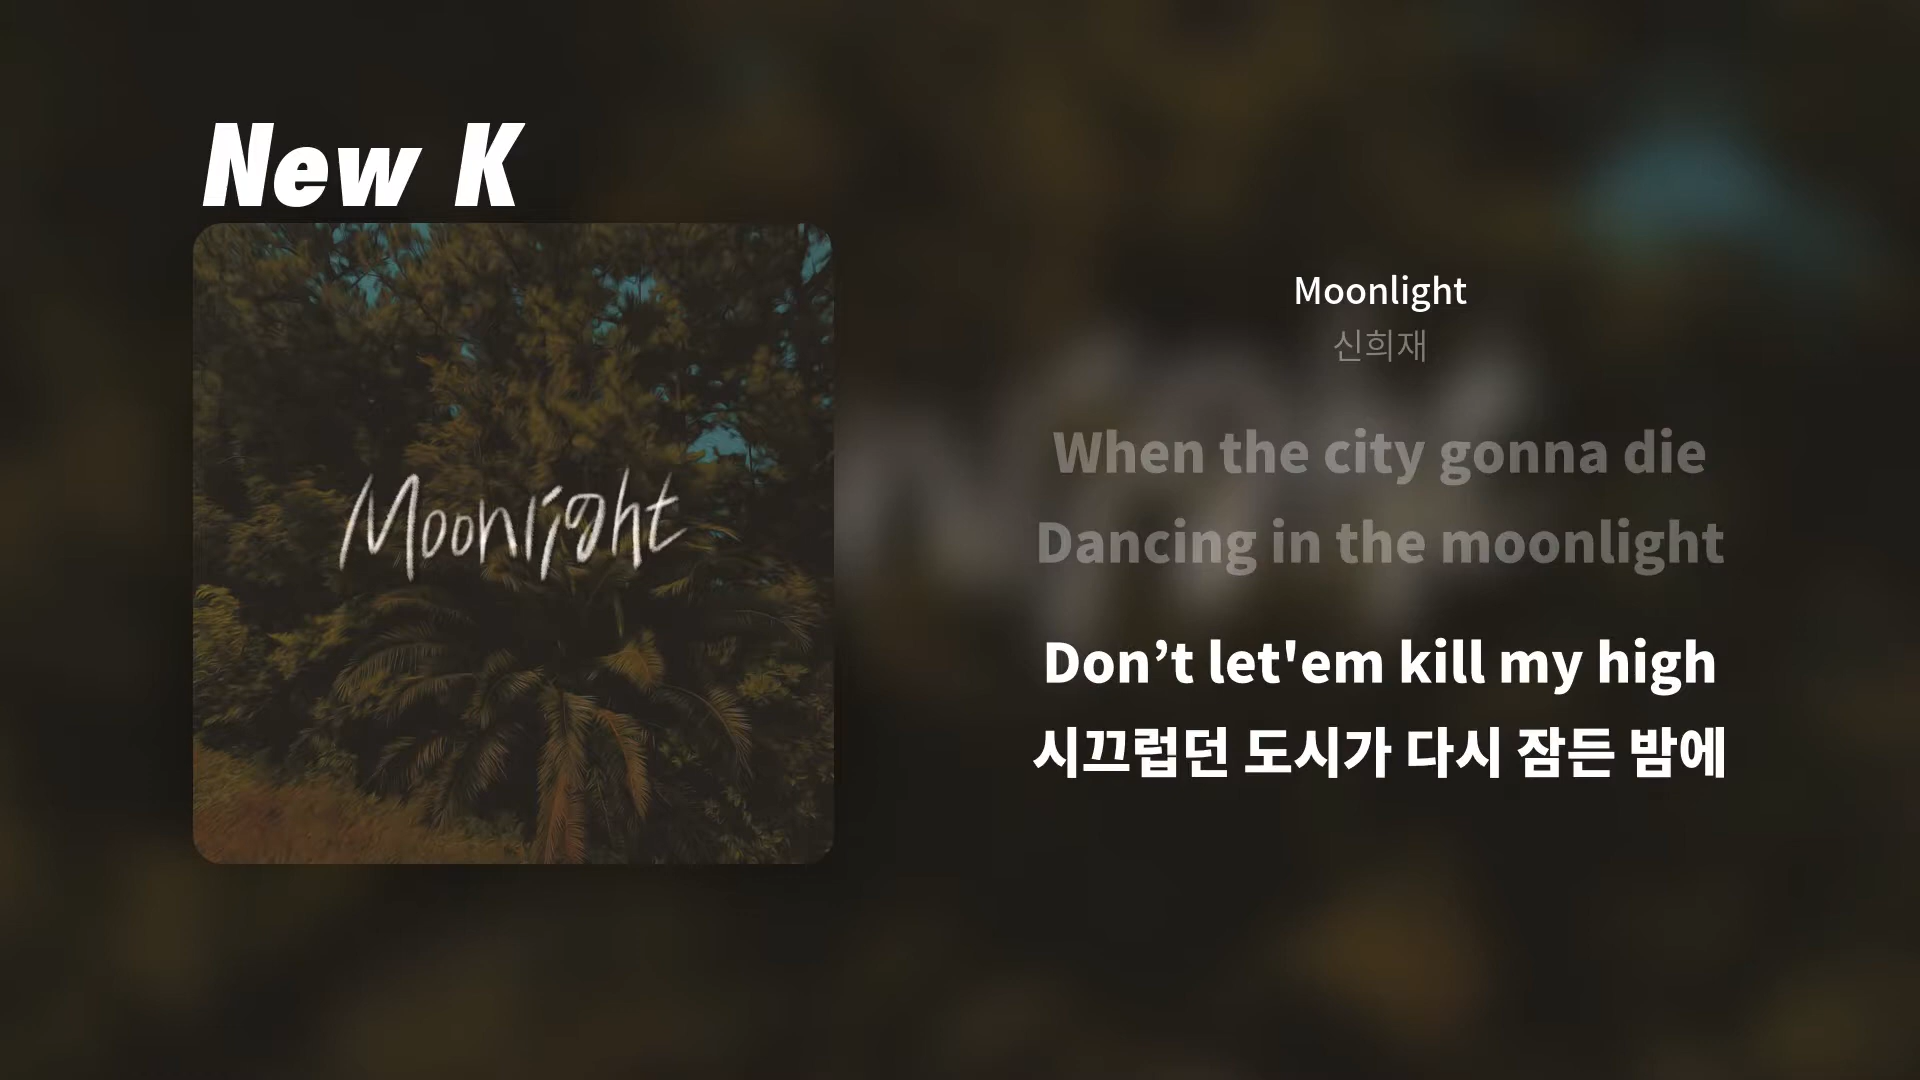 New K
Moonlight
Moonlight
신희재
When the city gonna die
Dancing in the moonlight
Don’t let'em kill my high
시끄럽던 도시가 다시 잠든 밤에